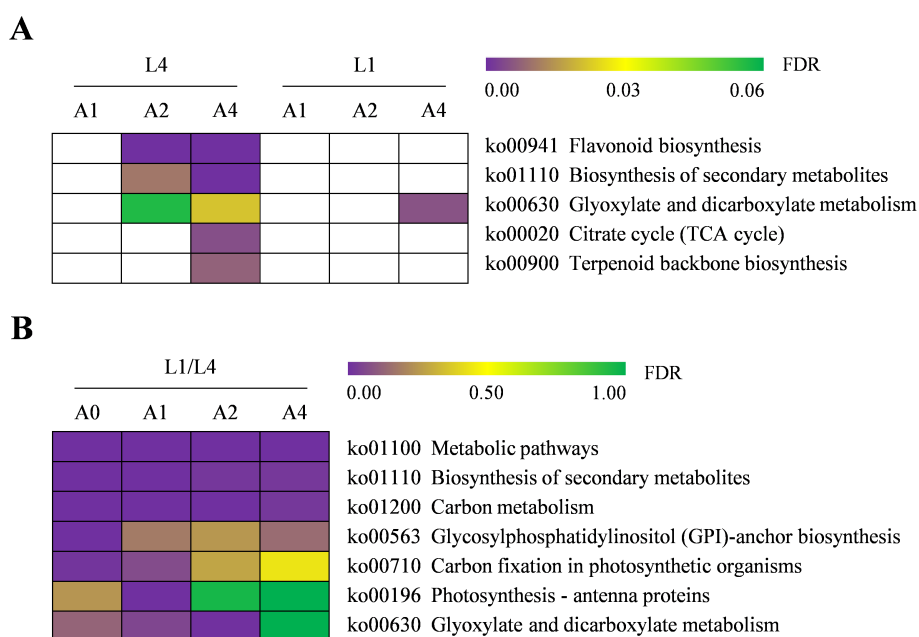 A
L4 L1 FDR
0.00 0.03 0.06
A1 A2 A4 A1 A2 A4
ko00941 Flavonoid biosynthesis
ko01110 Biosynthesis of secondary metabolites
ko00630 Glyoxylate and dicarboxylate metabolism
ko00020 Citrate cycle (TCA cycle)
ko00900 Terpenoid backbone biosynthesis
B
L1/L4 FDR
0.00 0.50 1.00
A0 A1 A2 A4
ko01100 Metabolic pathways
ko01110 Biosynthesis of secondary metabolites
ko01200 Carbon metabolism
ko00563 Glycosylphosphatidylinositol (GPI)-anchor biosynthesis
ko00710 Carbon fixation in photosynthetic organisms
ko00196 Photosynthesis - antenna proteins
ko00630 Glyoxylate and dicarboxylate metabolism